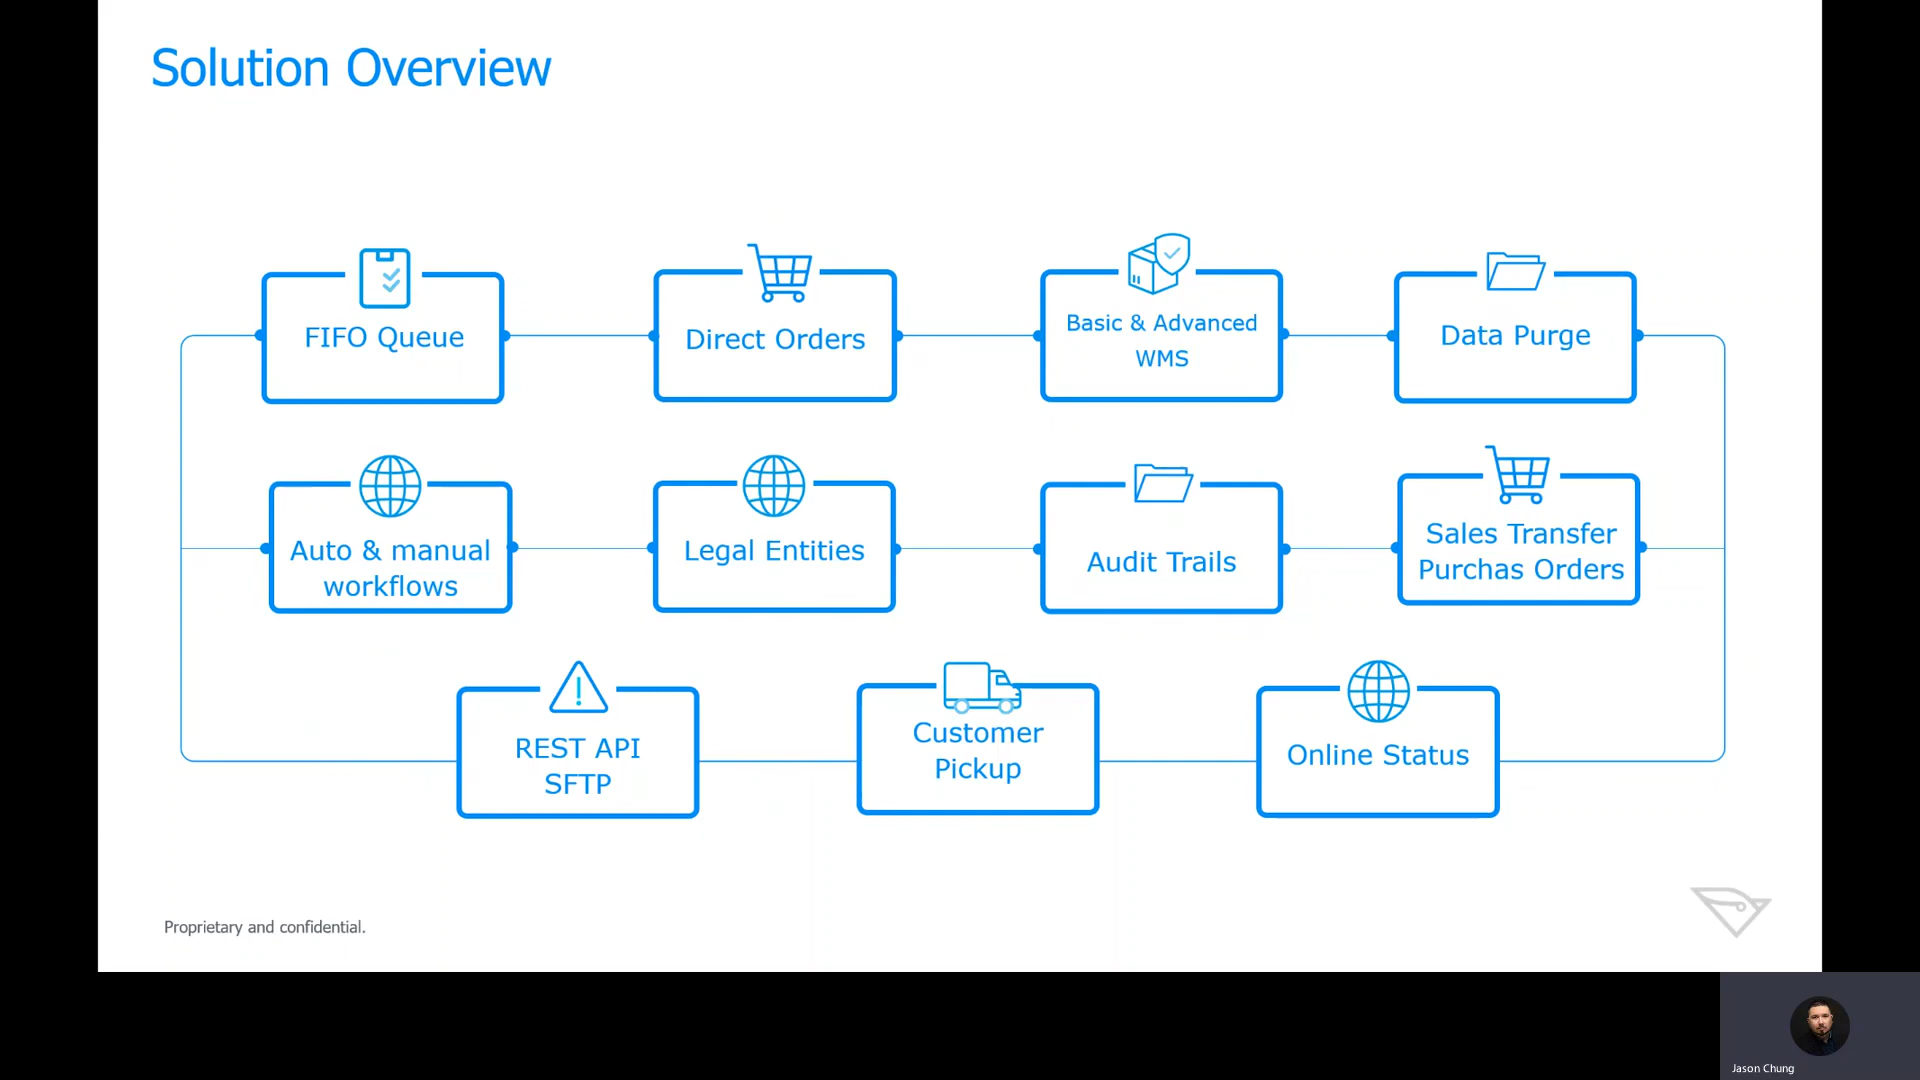 Solution Overview
FIFO Queue
Direct Orders
Basic & Advanced
WMS
Data Purge
Auto & manual
workflows
Legal Entities
Audit Trails
Sales Transfer
Purchas Orders
REST API
SFTP
Customer
Pickup
Online Status
Proprietary and confidential.
Jason Chung